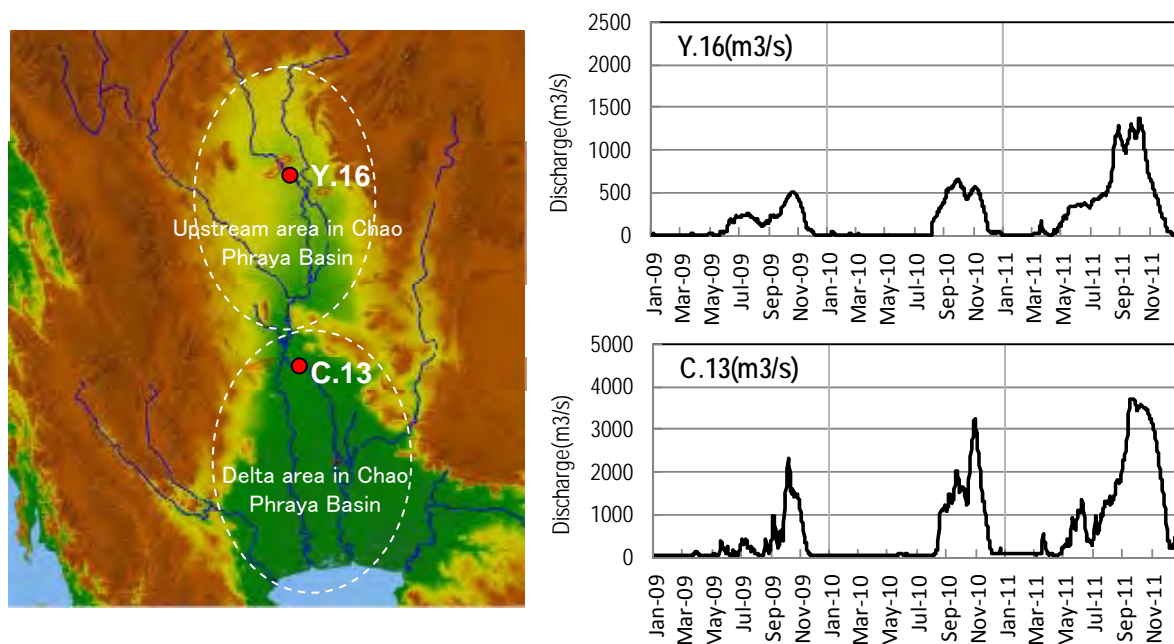 Y.16
Upstream area in Chao
Phraya Basin
C.13
Delta area in Chao
Phraya Basin
Y.16(m3/s)
Discharge(m3/s)
2500
2000
1500
1000
500
0
Jan-09
Mar-09
May-09
Jul-09
Sep-09
Nov-09
Jan-10
Mar-10
May-10
Jul-10
Sep-10
Nov-10
Jan-11
Mar-11
May-11
Jul-11
Sep-11
Nov-11
C.13(m3/s)
Discharge(m3/s)
5000
4000
3000
2000
1000
0
Jan-09
Mar-09
May-09
Jul-09
Sep-09
Nov-09
Jan-10
Mar-10
May-10
Jul-10
Sep-10
Nov-10
Jan-11
Mar-11
May-11
Jul-11
Sep-11
Nov-11